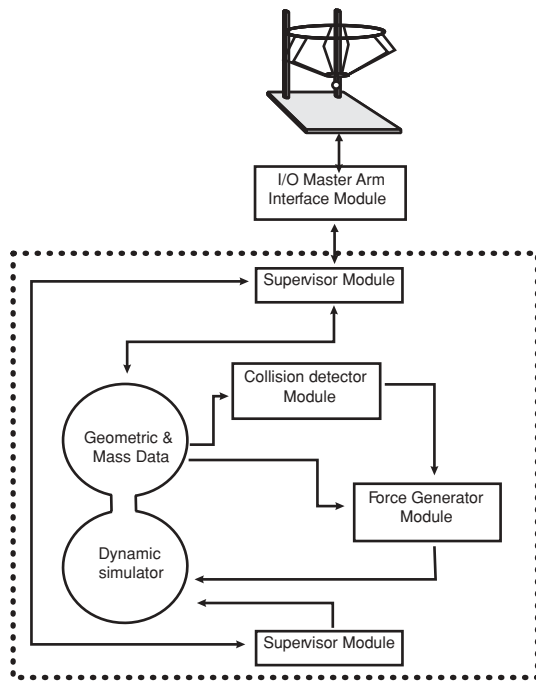 I/O Master Arm
Interface Module
Supervisor Module
Collision detector
Module
Geometric &
Mass Data
Force Generator
Module
Dynamic
simulator
Supervisor Module